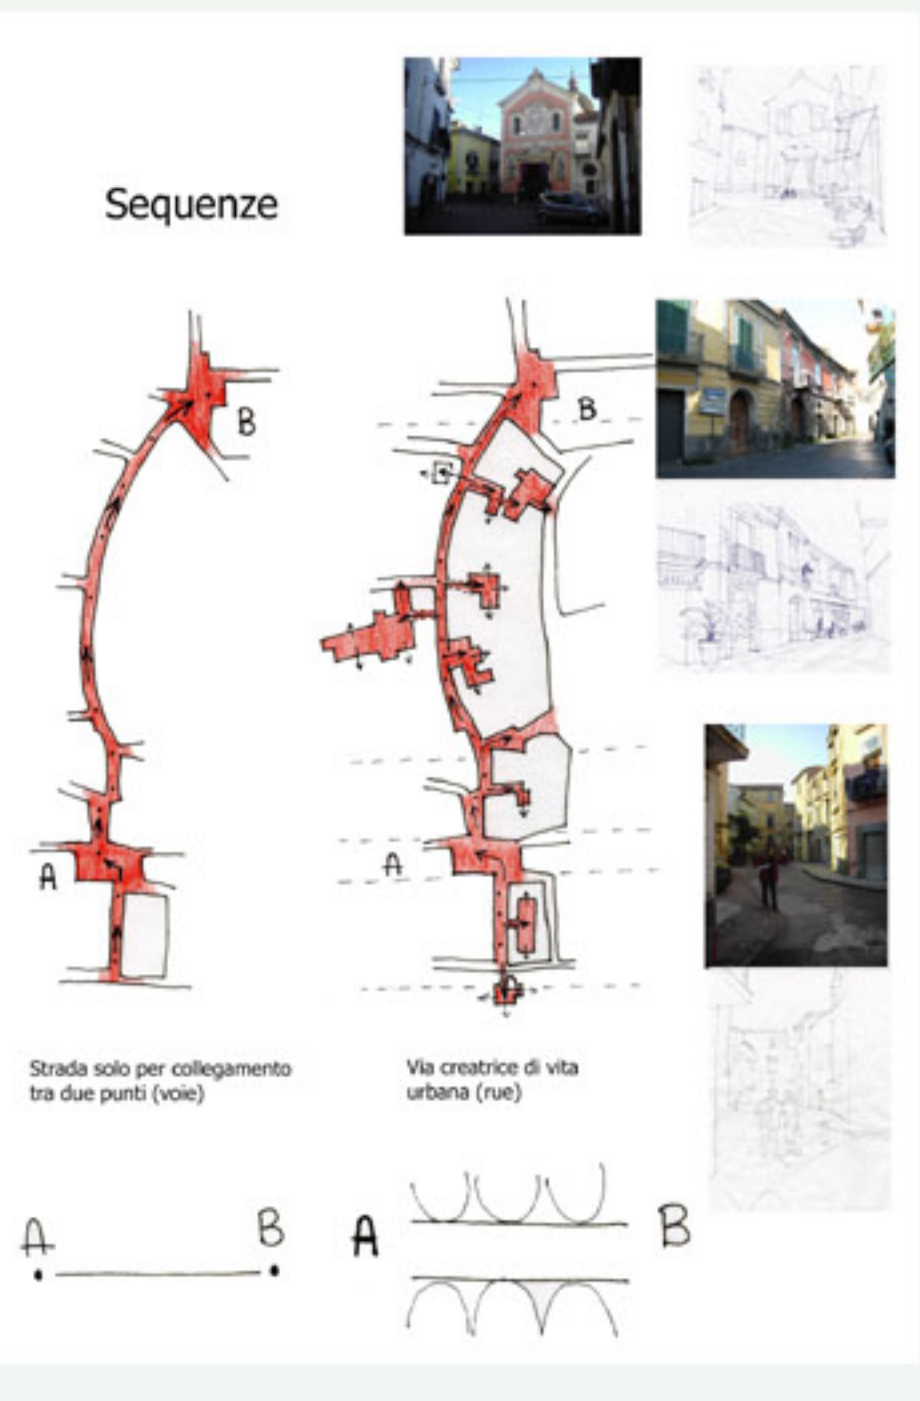 Sequenze
B
B
A
A
Strada solo per collegamento
tra due punti (voie)
Via creatrice di vita
urbana (rue)
A
B
A
B